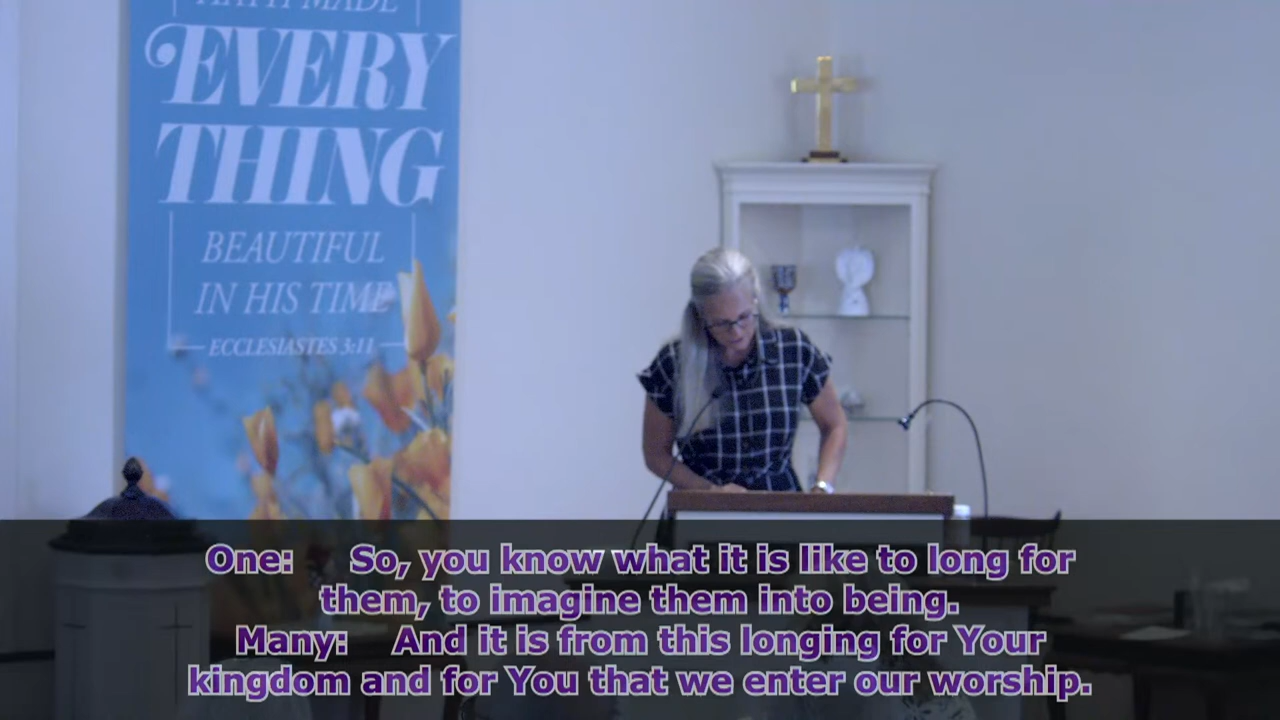 HATH MADE
EVERY
THING
BEAUTIFUL
IN HIS TIME
ECCLESIASTES 3:11
One: So, you know what it is like to long for
them, to imagine them into being.
Many: And it is from this longing for Your
kingdom and for You that we enter our worship.